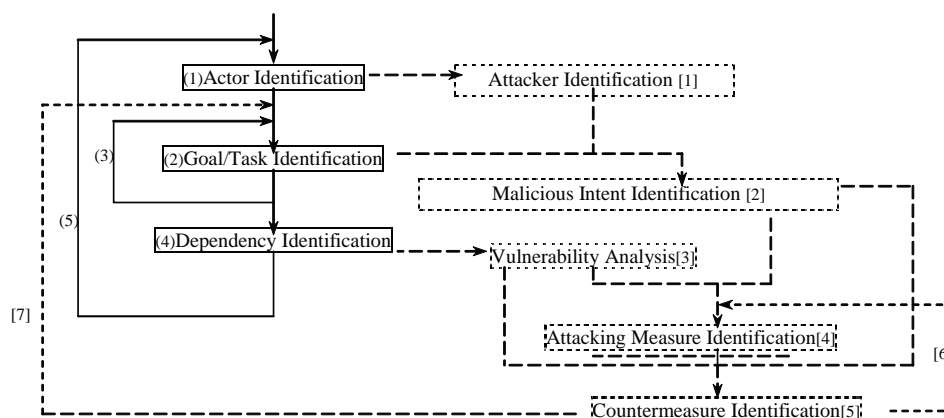 (1)Actor Identification
Attacker Identification [1]
(3)
(2)Goal/Task Identification
Malicious Intent Identification [2]
(5)
(4)Dependency Identification
Vulnerability Analysis[3]
[7]
Attacking Measure Identification[4]
[6
Countermeasure Identification[5]